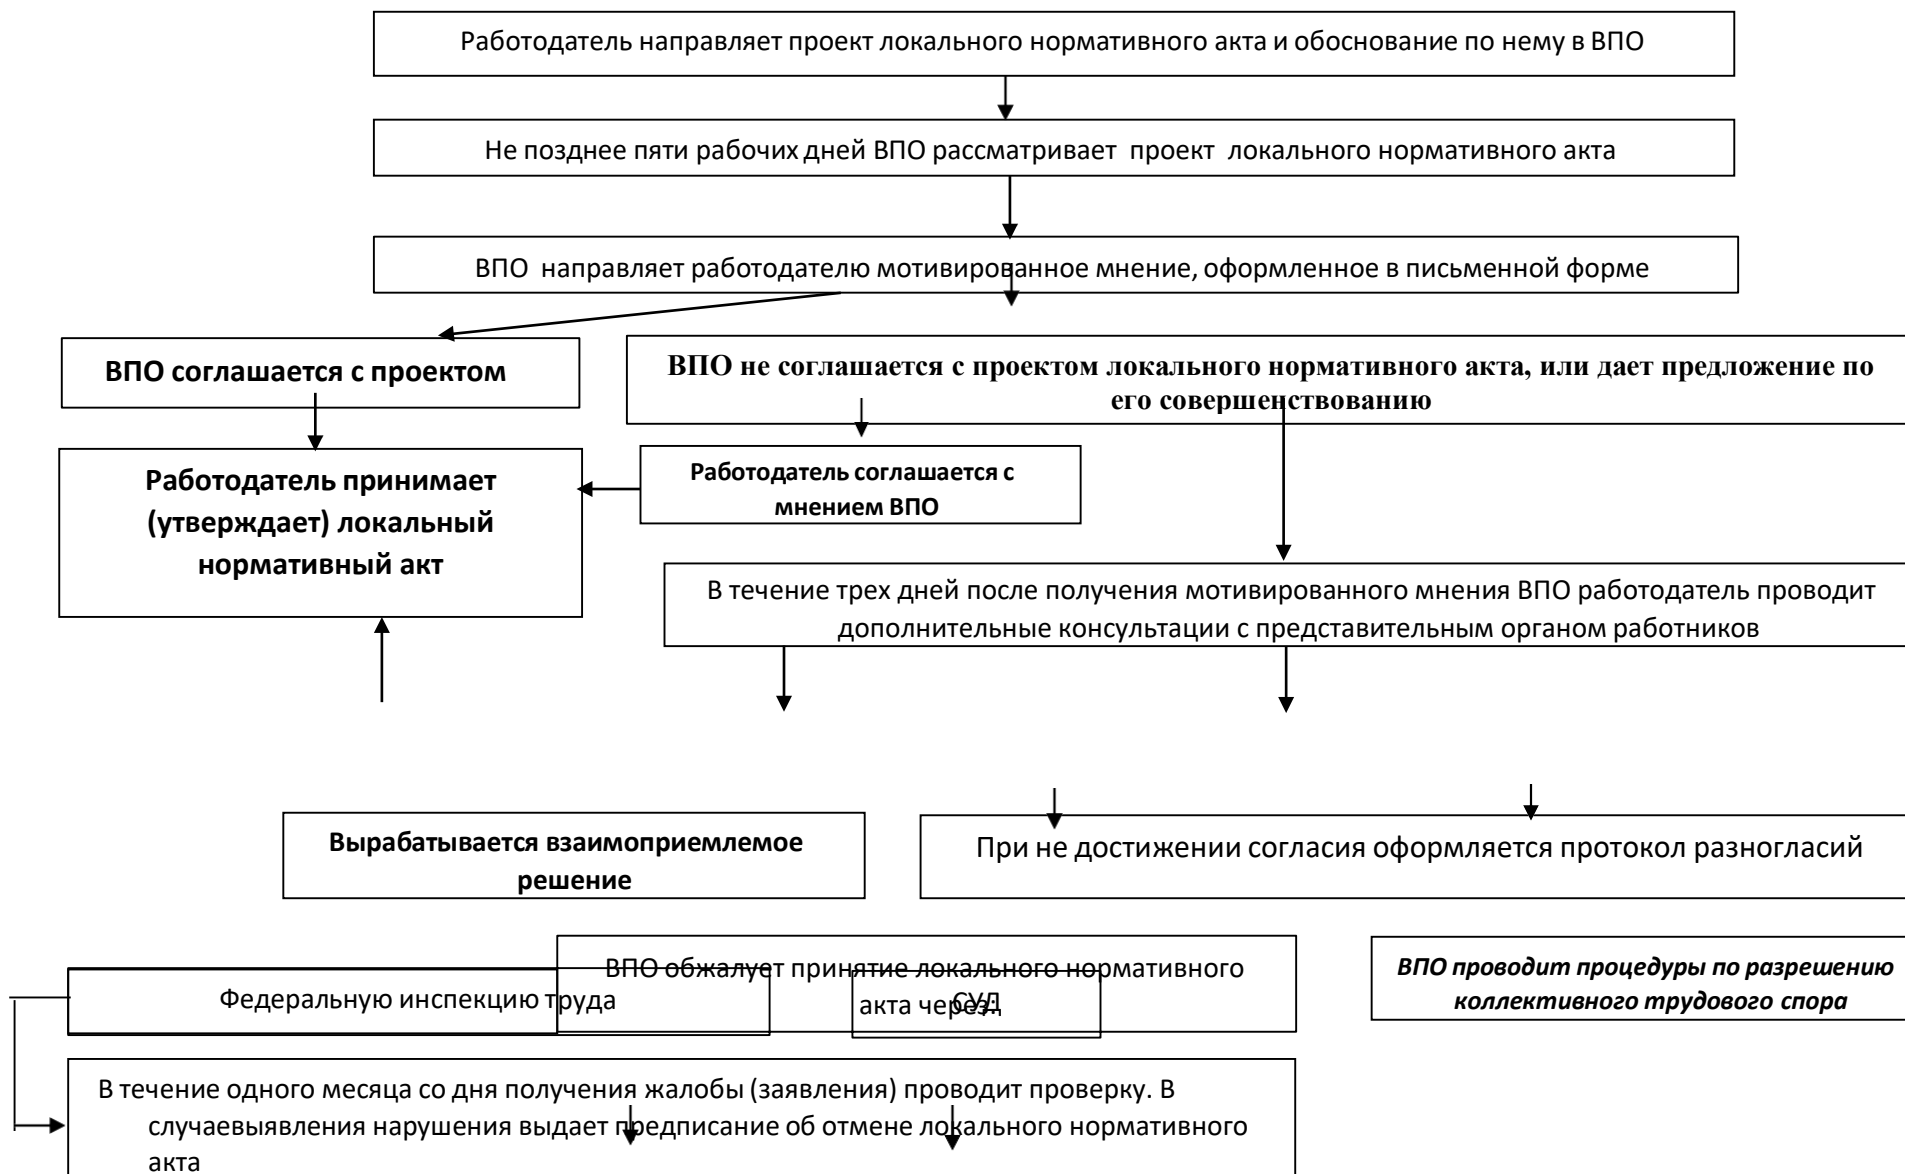 Работодатель направляет проект локального нормативного акта и обоснование по нему в ВПО
Не позднее пяти рабочих дней ВПО рассматривает проект локального нормативного акта
ВПО направляет работодателю мотивированное мнение, оформленное в письменной форме
ВПО соглашается с проектом
ВПО не соглашается с проектом локального нормативного акта, или дает предложение по
его совершенствованию
Работодатель принимает
(утверждает) локальный
нормативный акт
Работодатель соглашается с
мнением ВПО
В течение трех дней после получения мотивированного мнения ВПО работодатель проводит
дополнительные консультации с представительным органом работников
Вырабатывается взаимоприемлемое
решение
При не достижении согласия оформляется протокол разногласий
ВПО обжалует принятие локального нормативного
акта через:
Федеральную инспекцию труда
СУД
ВПО проводит процедуры по разрешению
коллективного трудового спора
В течение одного месяца со дня получения жалобы (заявления) проводит проверку. В
случаевыявления нарушения выдает предписание об отмене локального нормативного
акта